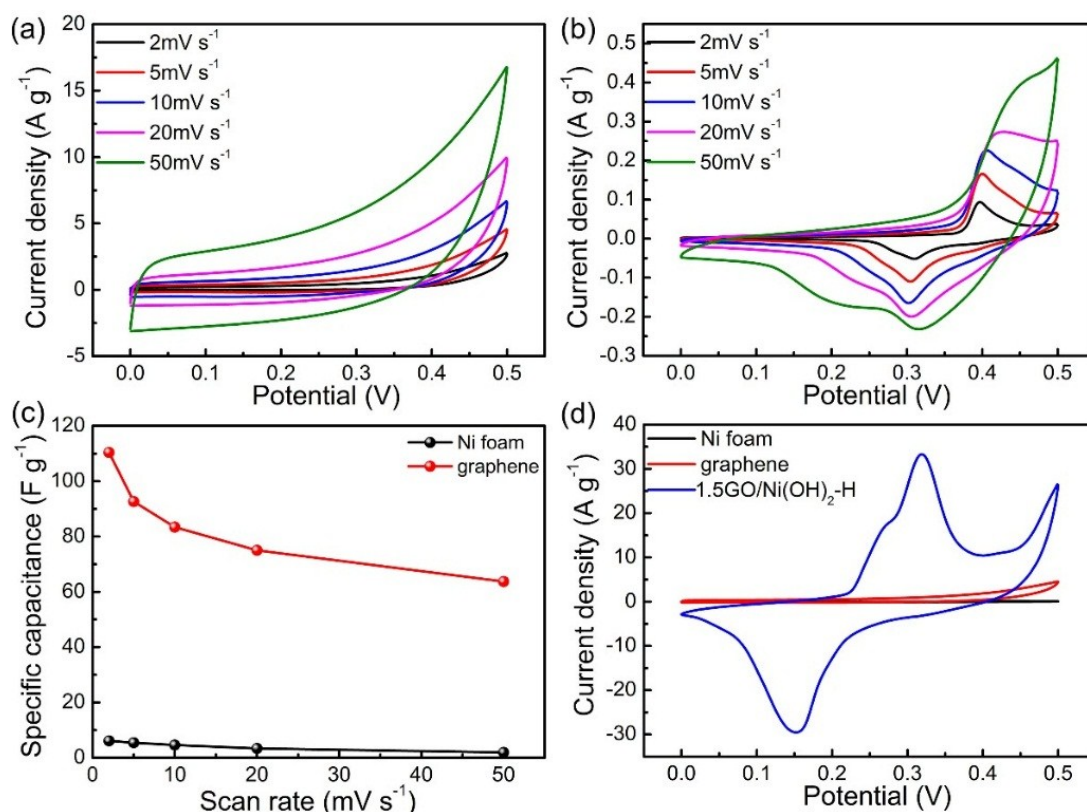 (a)
2mV s⁻¹
5mV s⁻¹
10mV s⁻¹
20mV s⁻¹
50mV s⁻¹
Current density (A g⁻¹)
20
15
10
5
0
-5
0.0 0.1 0.2 0.3 0.4 0.5
Potential (V)
(b)
2mV s⁻¹
5mV s⁻¹
10mV s⁻¹
20mV s⁻¹
50mV s⁻¹
Current density (A g⁻¹)
0.5
0.4
0.3
0.2
0.1
0.0
-0.1
-0.2
-0.3
0.0 0.1 0.2 0.3 0.4 0.5
Potential (V)
(c)
Ni foam
graphene
Specific capacitance (F g⁻¹)
120
100
80
60
40
20
0
0 10 20 30 40 50
Scan rate (mV s⁻¹)
(d)
Ni foam
graphene
1.5GO/Ni(OH)₂-H
Current density (A g⁻¹)
40
30
20
10
0
-10
-20
-30
0.0 0.1 0.2 0.3 0.4 0.5
Potential (V)